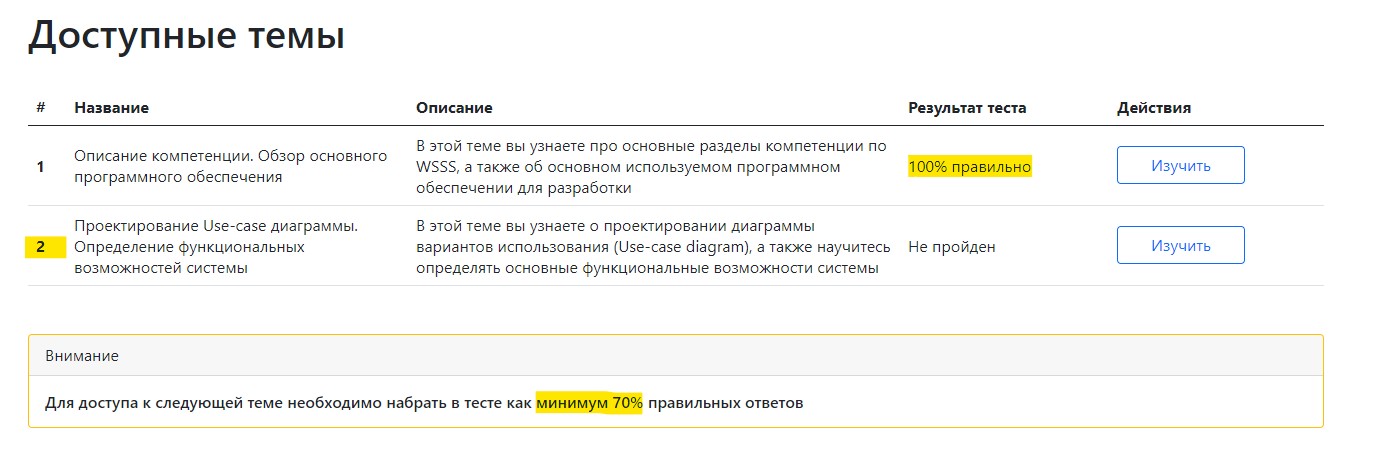 Доступные темы
# Название Описание Результат теста Действия
1 Описание компетенции. Обзор основного программного обеспечения
В этой теме вы узнаете про основные разделы компетенции по
WSSS, а также об основном используемом программном
обеспечении для разработки
100% правильно
Изучить
2 Проектирование Use-case диаграммы.
Определение функциональных
возможностей системы
В этой теме вы узнаете о проектировании диаграммы
вариантов использования (Use-case diagram), а также научитесь
определять основные функциональные возможности системы
Не пройден
Изучить
Внимание
Для доступа к следующей теме необходимо набрать в тесте как минимум 70% правильных ответов